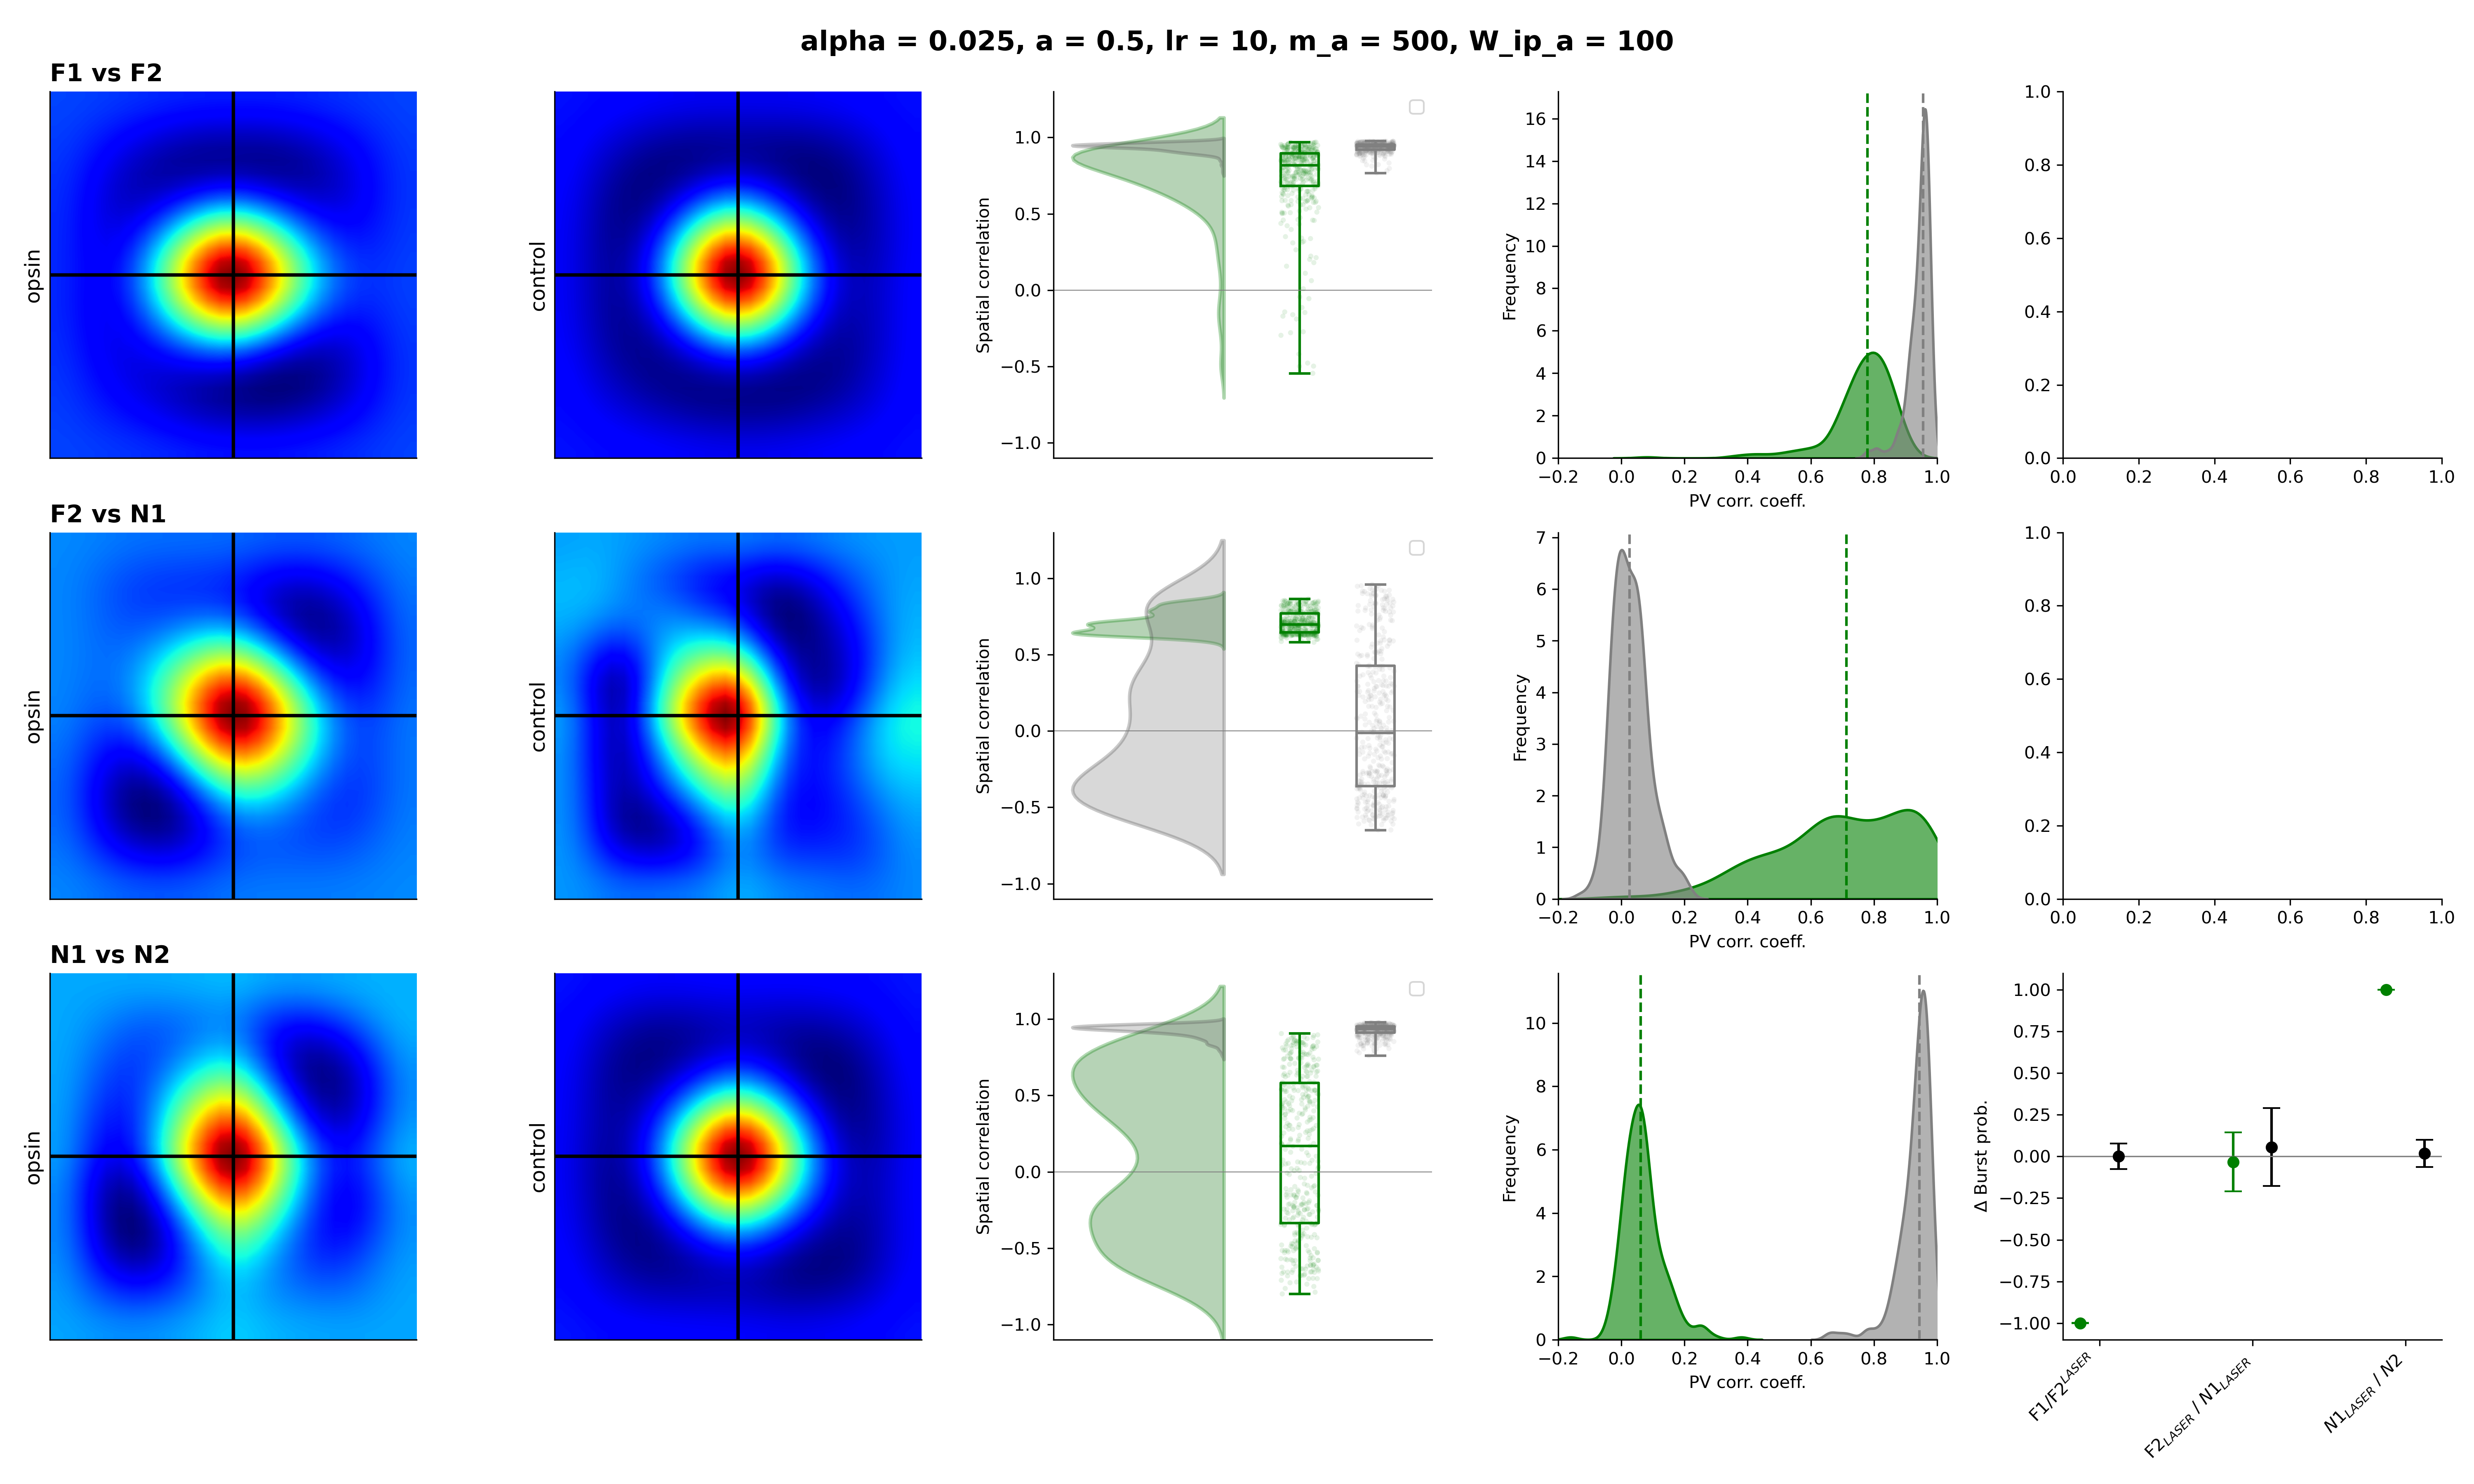 alpha = 0.025, a = 0.5, lr = 10, m_a = 500, W_ip_a = 100
F1 vs F2
opsin
control
Spatial correlation
1.0
0.5
0.0
−0.5
−1.0
Frequency
16
14
12
10
8
6
4
2
0
−0.2 0.0 0.2 0.4 0.6 0.8 1.0
PV corr. coeff.
1.0
0.8
0.6
0.4
0.2
0.0
0.0 0.2 0.4 0.6 0.8 1.0
F2 vs N1
opsin
control
Spatial correlation
1.0
0.5
0.0
−0.5
−1.0
Frequency
7
6
5
4
3
2
1
0
−0.2 0.0 0.2 0.4 0.6 0.8 1.0
PV corr. coeff.
1.0
0.8
0.6
0.4
0.2
0.0
0.0 0.2 0.4 0.6 0.8 1.0
N1 vs N2
opsin
control
Spatial correlation
1.0
0.5
0.0
−0.5
−1.0
Frequency
10
8
6
4
2
0
−0.2 0.0 0.2 0.4 0.6 0.8 1.0
PV corr. coeff.
Δ Burst prob.
1.00
0.75
0.50
0.25
0.00
−0.25
−0.50
−0.75
−1.00
F1/F2^LASER
F2_LASER / N1_LASER
N1_LASER / N2